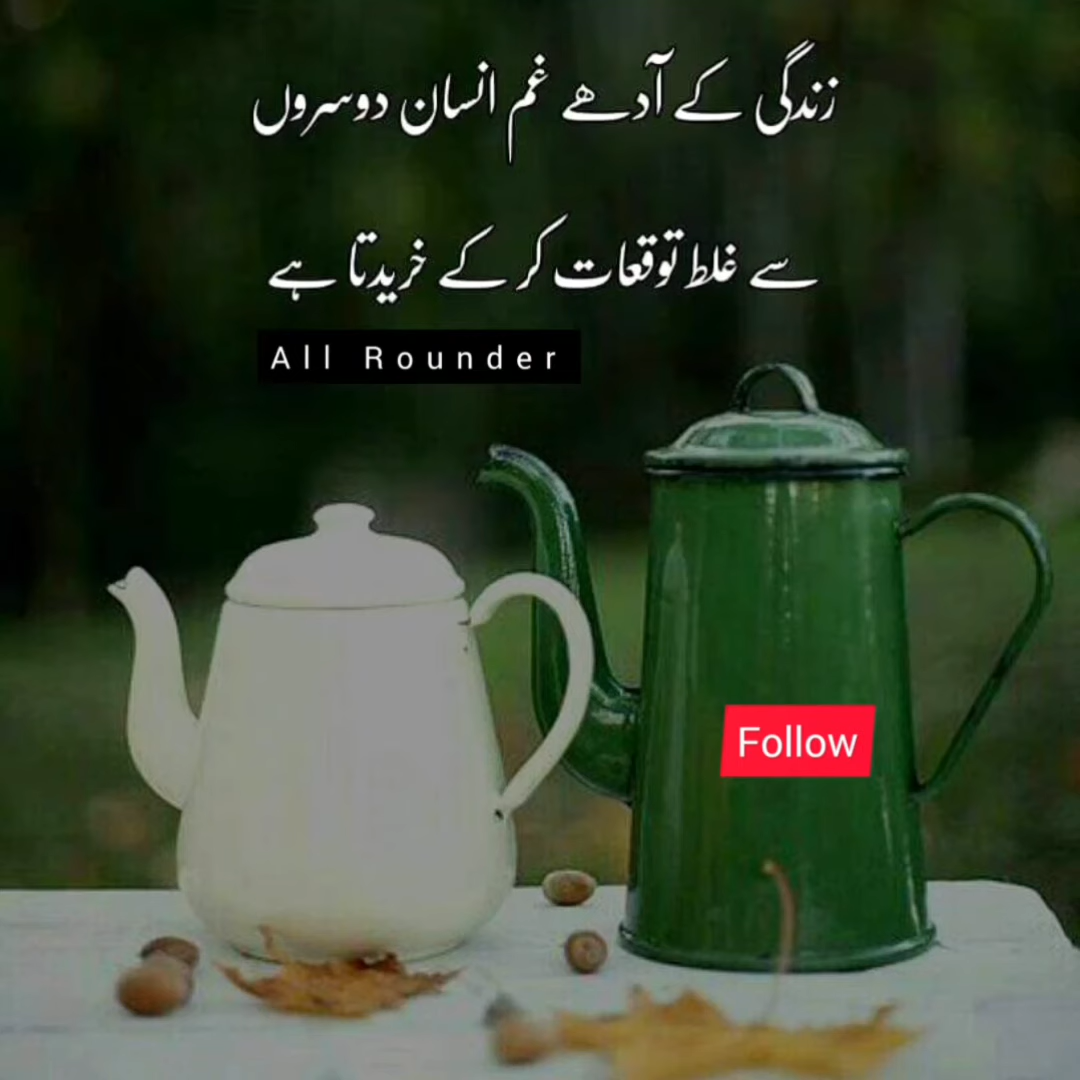 زندگی کے آدھے غم انسان دوسروں
سے غلط توقعات کر کے خریدتا ہے
All Rounder
Follow